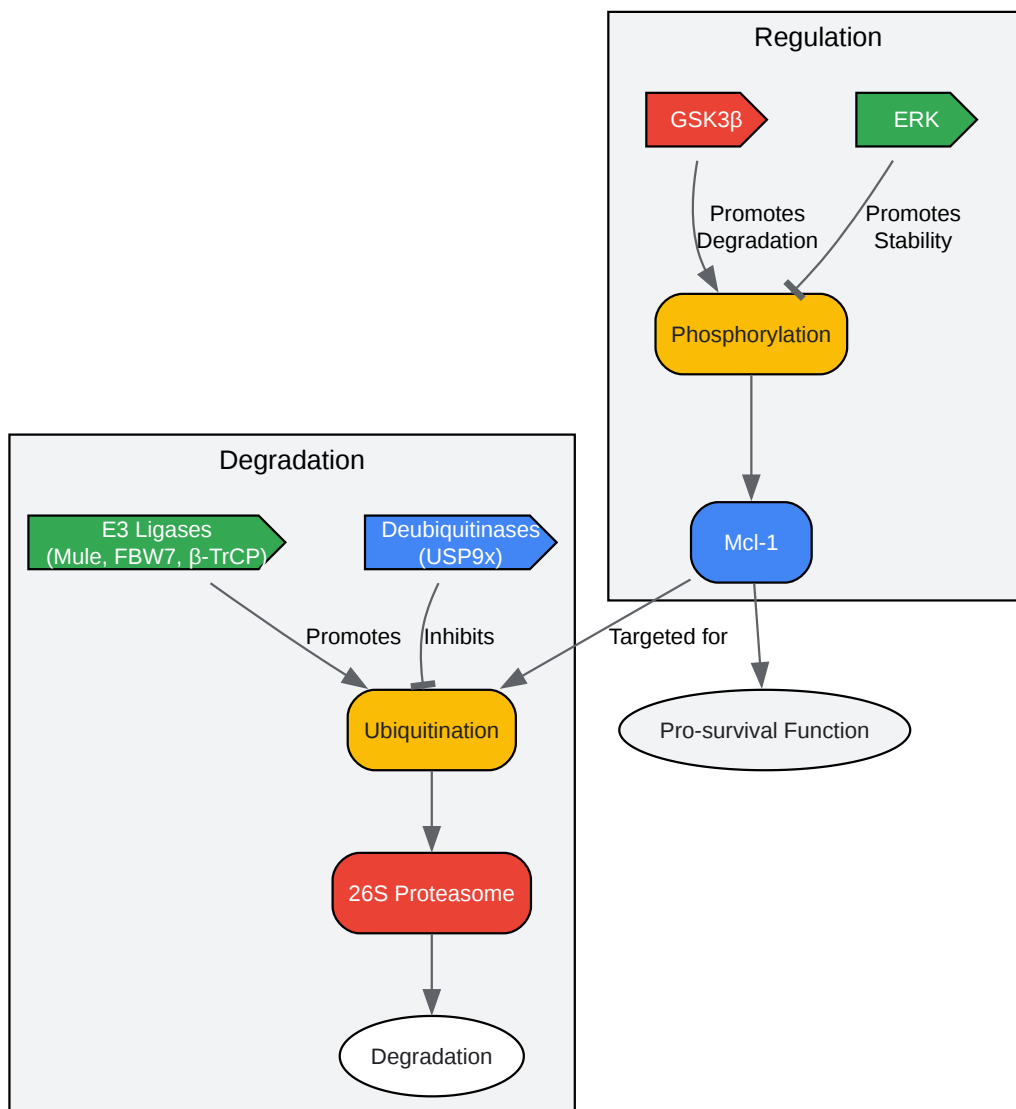 Regulation
GSK3β
ERK
Promotes
Degradation
Promotes
Stability
Phosphorylation
Mcl-1
Degradation
E3 Ligases
(Mule, FBW7, β-TrCP)
Deubiquitinases
(USP9x)
Promotes
Inhibits
Targeted for
Ubiquitination
Pro-survival Function
26S Proteasome
Degradation